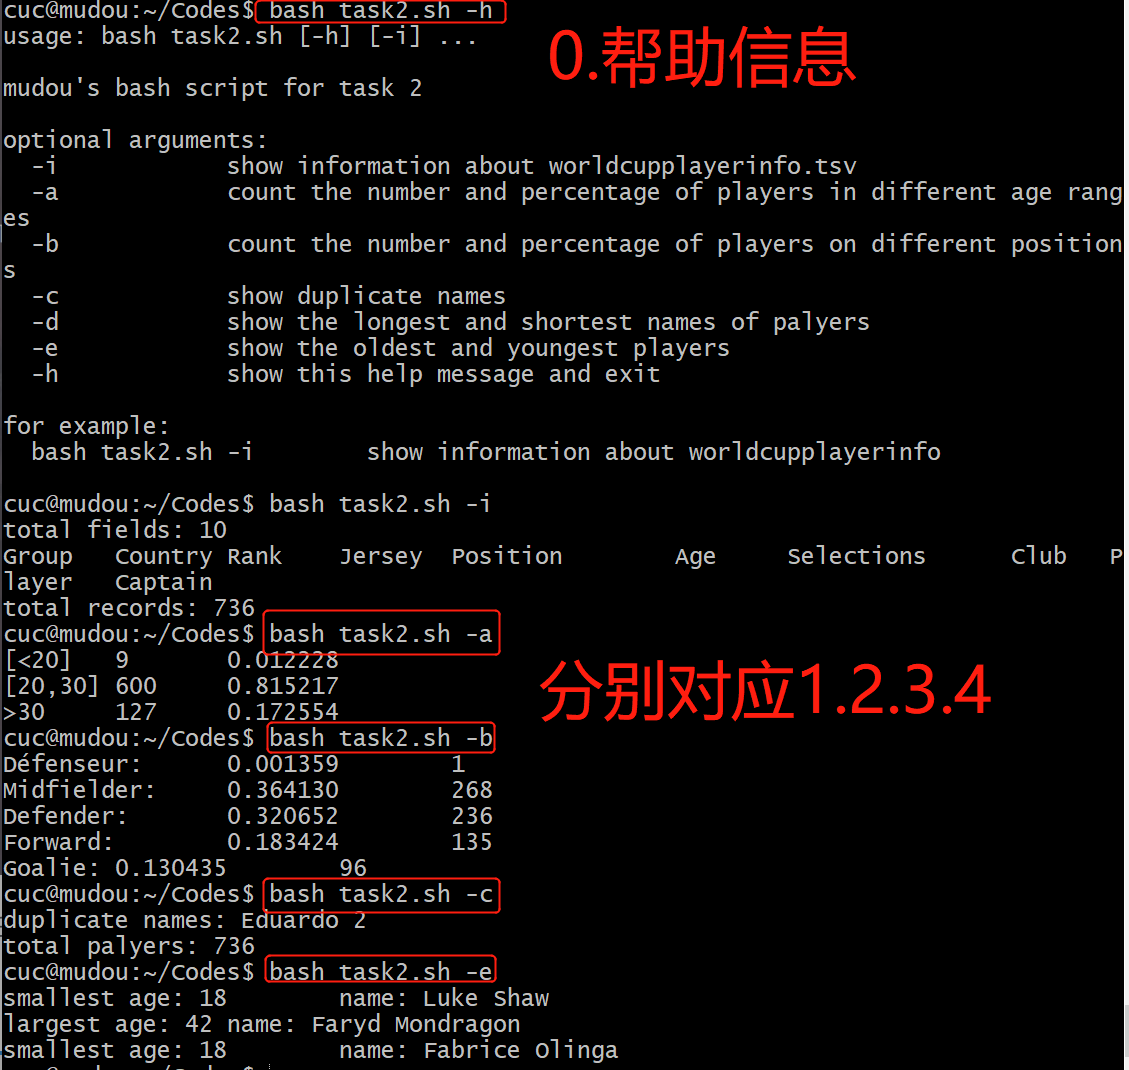 cuc@mudou:~/Codes$ bash task2.sh -h
usage: bash task2.sh [-h] [-i] ...
0.帮助信息
mudou's bash script for task 2
optional arguments:
-i show information about worldcupplayerinfo.tsv
-a count the number and percentage of players in different age rang
es
-b count the number and percentage of players on different position
s
-c show duplicate names
-d show the longest and shortest names of palyers
-e show the oldest and youngest players
-h show this help message and exit
for example:
bash task2.sh -i show information about worldcupplayerinfo
cuc@mudou:~/Codes$ bash task2.sh -i
total fields: 10
Group Country Rank Jersey Position Age Selections Club P
layer Captain
total records: 736
cuc@mudou:~/Codes$ bash task2.sh -a
[<20] 9 0.012228
[20,30] 600 0.815217
>30 127 0.172554
分别对应1.2.3.4
cuc@mudou:~/Codes$ bash task2.sh -b
Défenseur: 0.001359 1
Midfielder: 0.364130 268
Defender: 0.320652 236
Forward: 0.183424 135
Goalie: 0.130435 96
cuc@mudou:~/Codes$ bash task2.sh -c
duplicate names: Eduardo 2
total palyers: 736
cuc@mudou:~/Codes$ bash task2.sh -e
smallest age: 18 name: Luke Shaw
largest age: 42 name: Faryd Mondragon
smallest age: 18 name: Fabrice Olinga